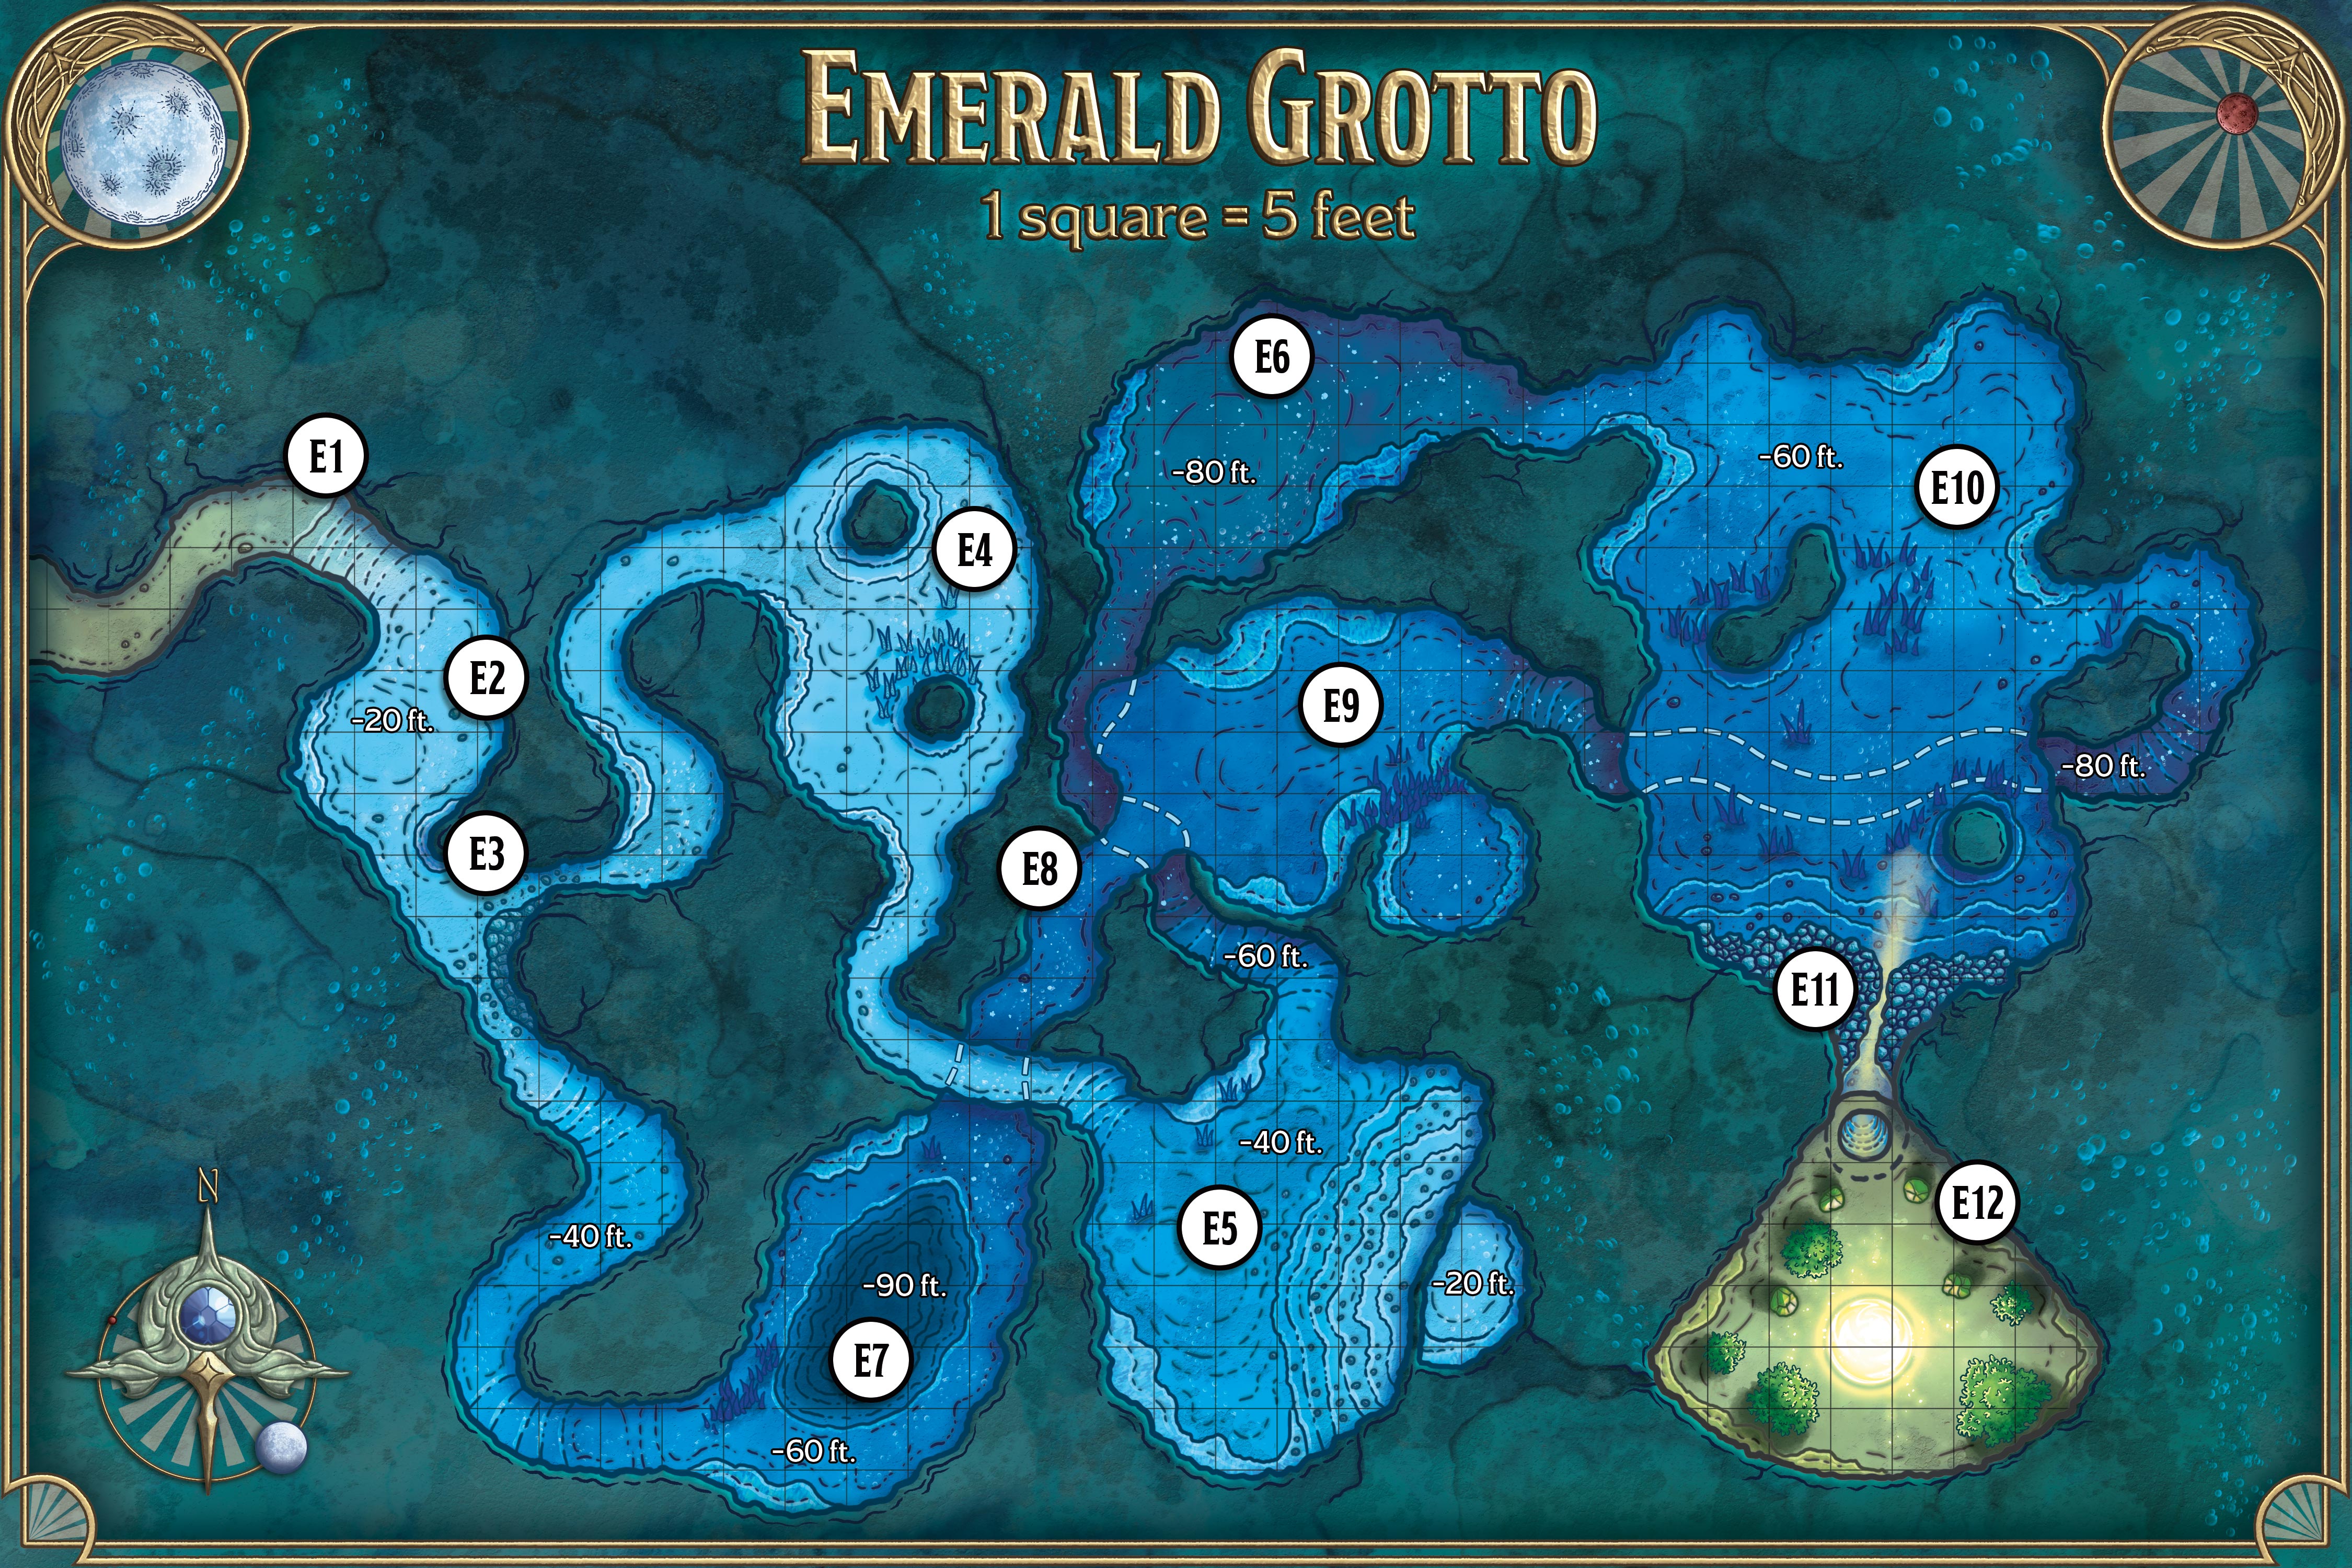 EMERALD GROTTO
1 square = 5 feet
E6
E1
-60 ft.
-80 ft.
E10
E4
E2
E9
-20 ft.
-80 ft.
E3
E8
-60 ft.
E11
-40 ft.
N
E12
E5
-40 ft.
-90 ft.
-20 ft.
E7
-60 ft.